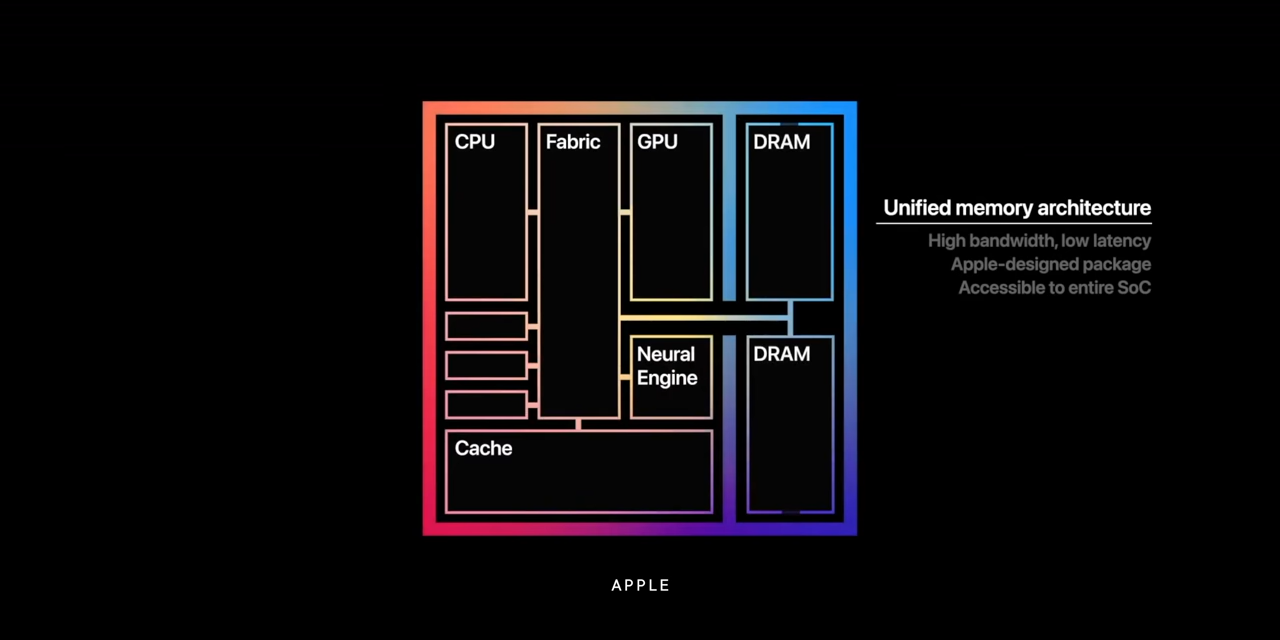 CPU
Fabric
GPU
DRAM
Unified memory architecture
High bandwidth, low latency
Apple-designed package
Accessible to entire SoC
Neural
Engine
DRAM
Cache
APPLE